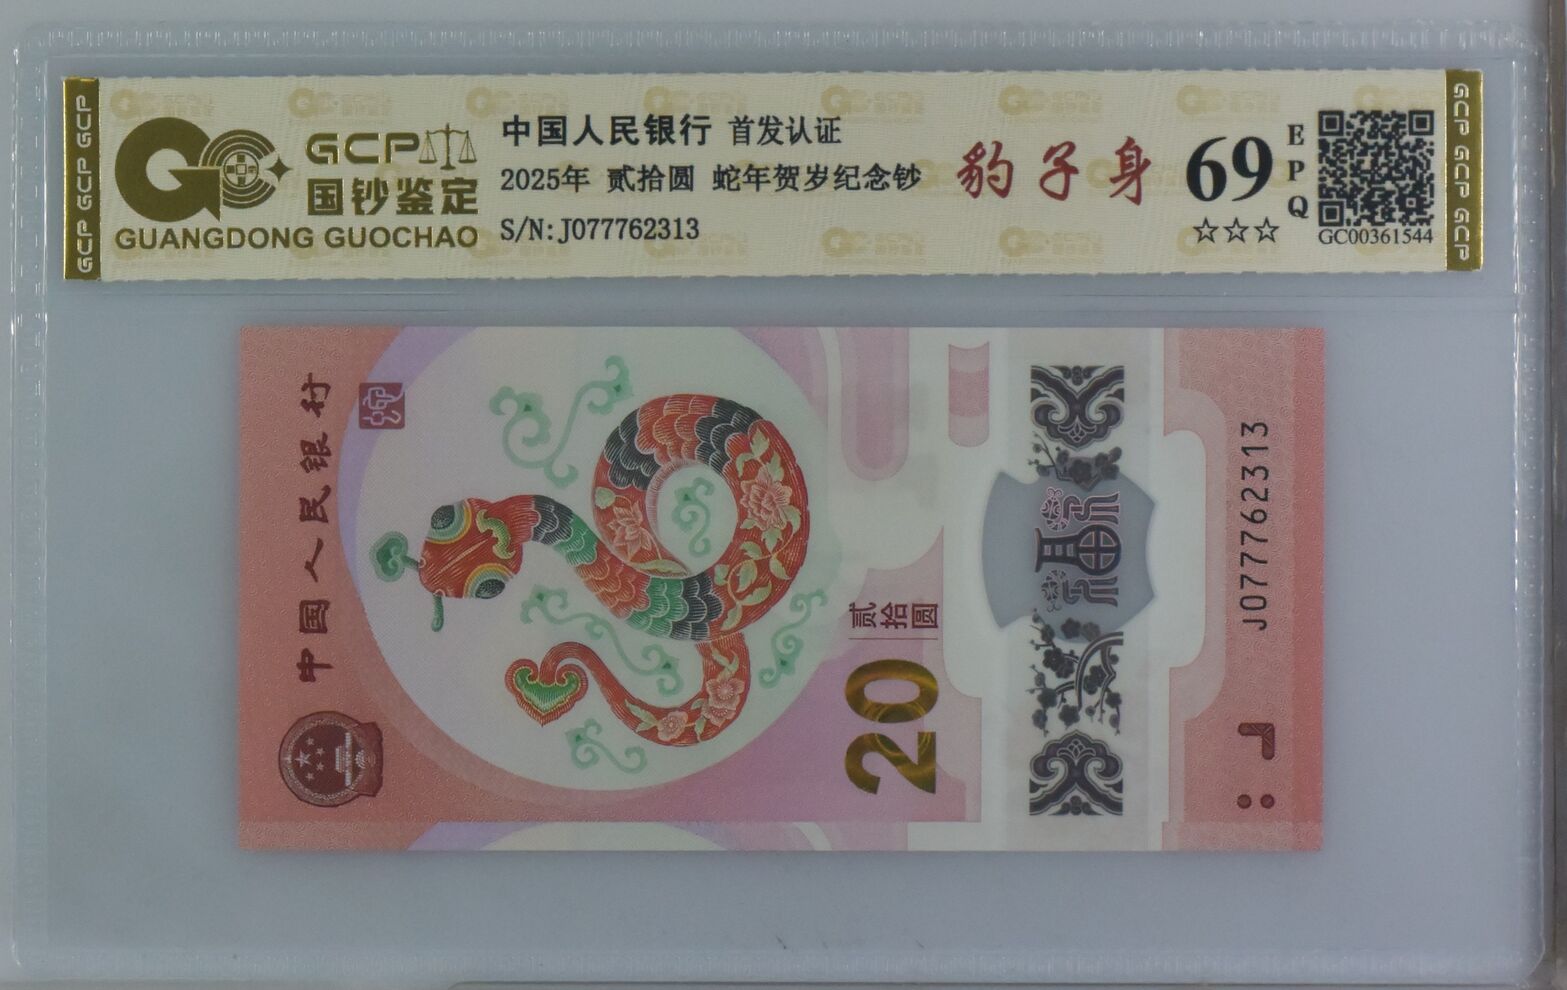 GCP GCP GCP
GCP
国钞鉴定
GUANGDONG GUOCHAO
中国人民银行 首发认证
2025年 贰拾圆 蛇年贺岁纪念钞
S/N:J077762313
豹子身
69
EPQ
☆☆☆
GC00361544
GCP GCP GCP
中国人民银行
贰拾圆
20
福
J077762313